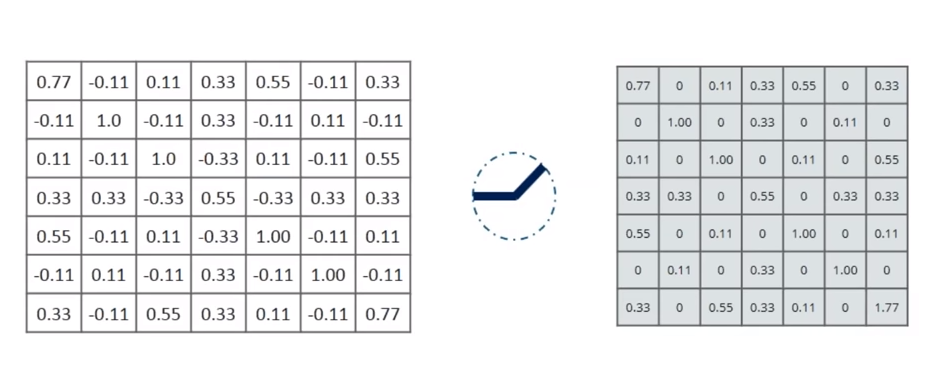 0.77 -0.11 0.11 0.33 0.55 -0.11 0.33
-0.11 1.0 -0.11 0.33 -0.11 0.11 -0.11
0.11 -0.11 1.0 -0.33 0.11 -0.11 0.55
0.33 0.33 -0.33 0.55 -0.33 0.33 0.33
0.55 -0.11 0.11 -0.33 1.00 -0.11 0.11
-0.11 0.11 -0.11 0.33 -0.11 1.00 -0.11
0.33 -0.11 0.55 0.33 0.11 -0.11 0.77
0.77 0 0.11 0.33 0.55 0 0.33
0 1.00 0 0.33 0 0.11 0
0.11 0 1.00 0 0.11 0 0.55
0.33 0.33 0 0.55 0 0.33 0.33
0.55 0 0.11 0 1.00 0 0.11
0 0.11 0 0.33 0 1.00 0
0.33 0 0.55 0.33 0.11 0 1.77